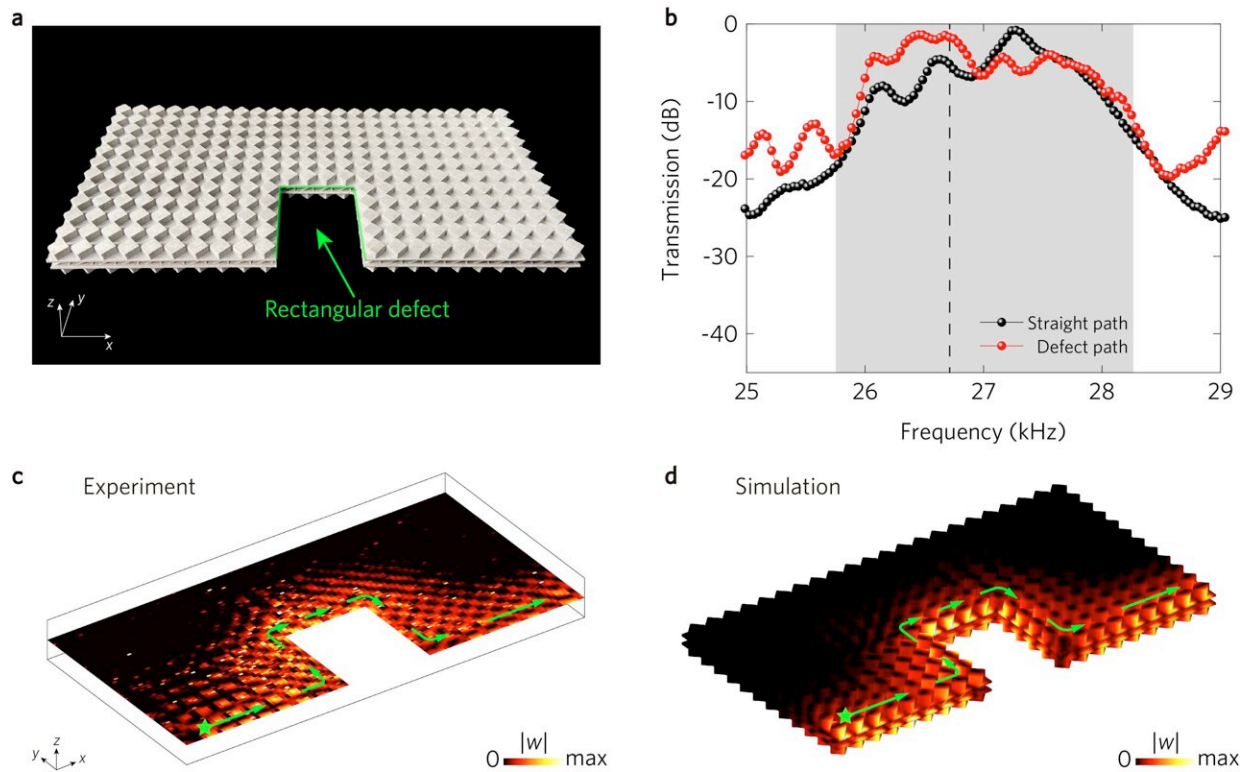 a
Rectangular defect
z
y
x
b
Transmission (dB)
0
-10
-20
-30
-40
Straight path
Defect path
25
26
27
28
29
Frequency (kHz)
c
Experiment
z
y
x
|w|
0
max
d
Simulation
|w|
0
max